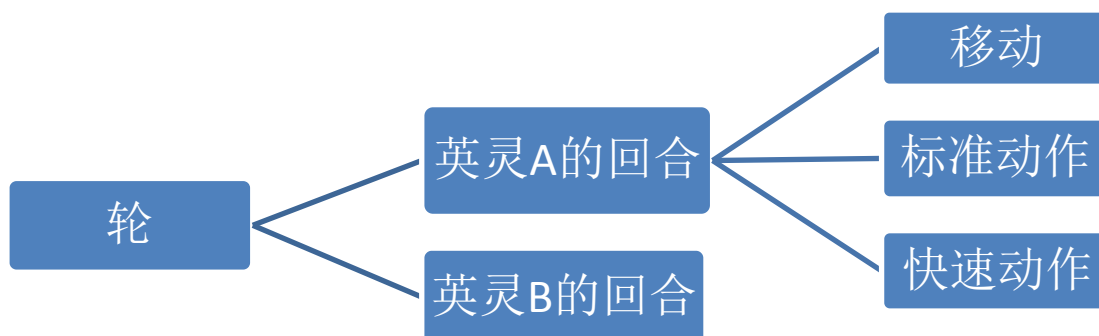 轮
英灵A的回合
英灵B的回合
移动
标准动作
快速动作